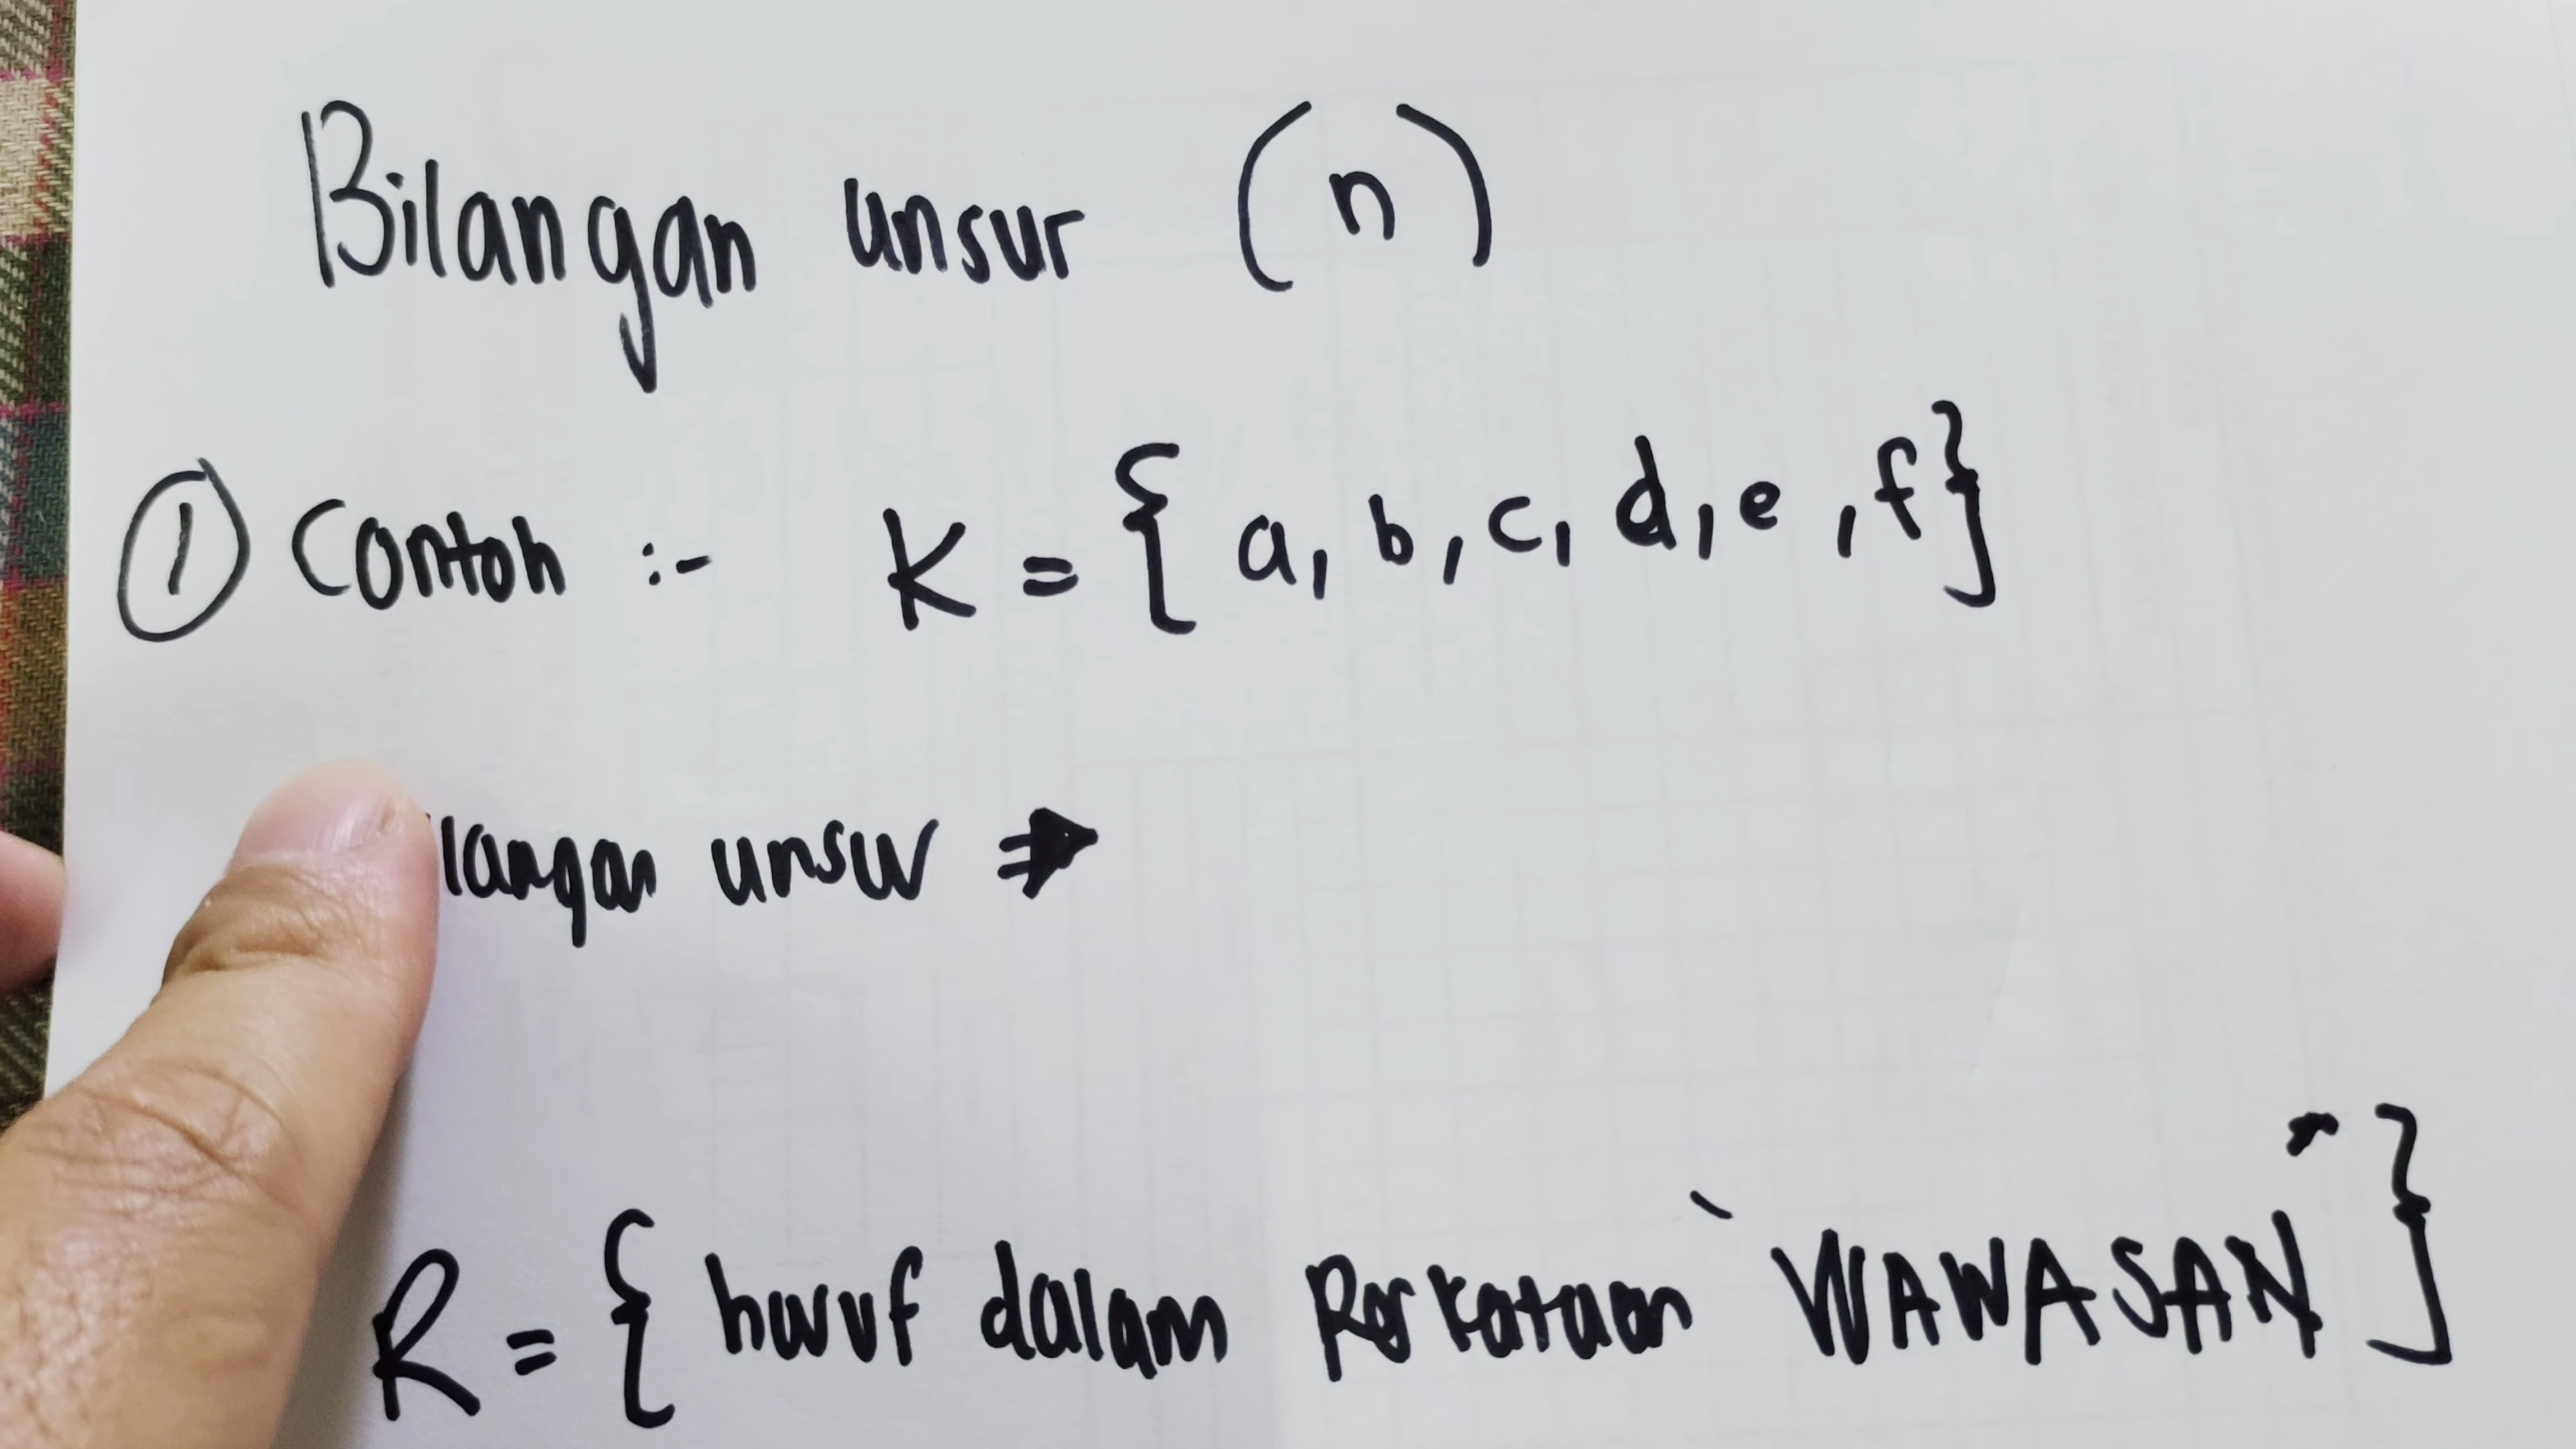 Bilangan unsur (n)
① Contoh :- K = { a, b, c, d, e, f}
langan unsur ⇒
R = { huruf dalam Perkataan `WAWASAN" }